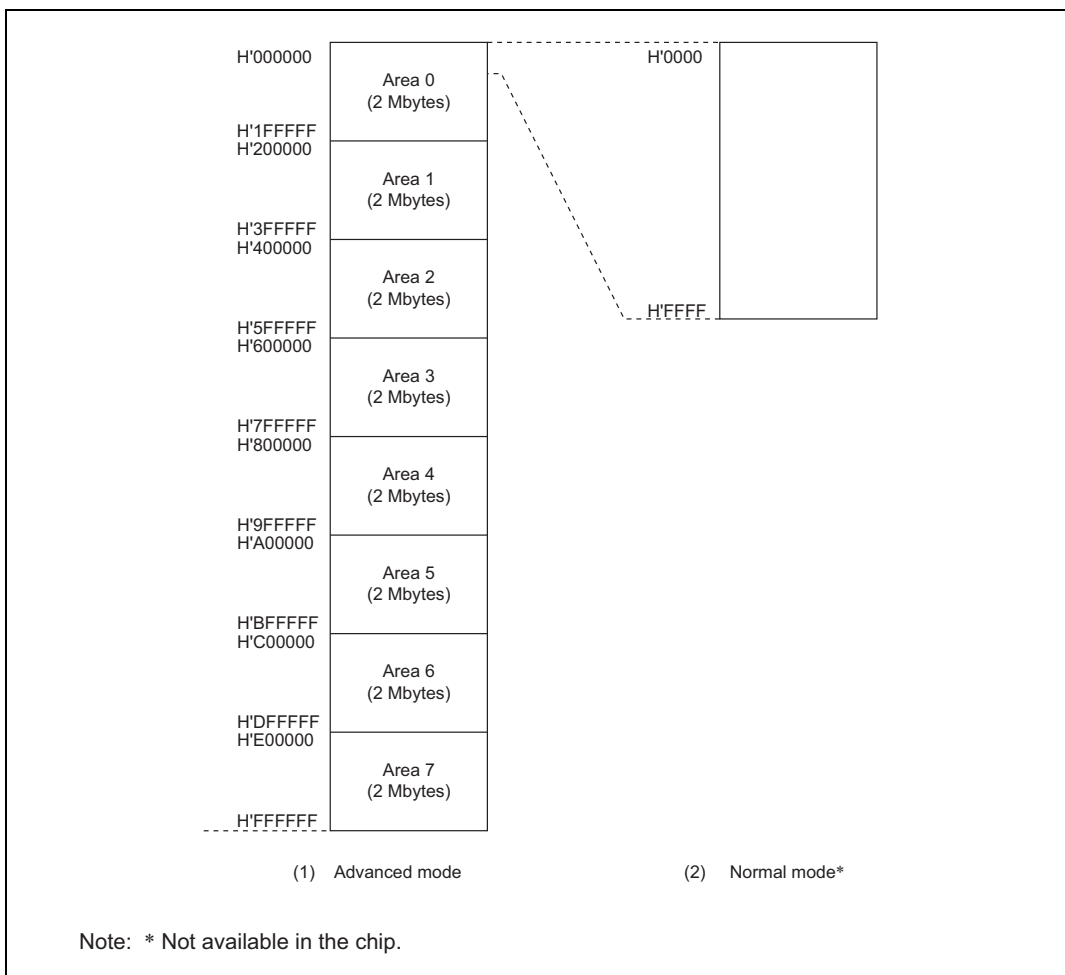 H'000000
H'0000
Area 0
(2 Mbytes)
H'1FFFFF
H'200000
Area 1
(2 Mbytes)
H'3FFFFF
H'400000
Area 2
(2 Mbytes)
H'FFFF
H'5FFFFF
H'600000
Area 3
(2 Mbytes)
H'7FFFFF
H'800000
Area 4
(2 Mbytes)
H'9FFFFF
H'A00000
Area 5
(2 Mbytes)
H'BFFFFF
H'C00000
Area 6
(2 Mbytes)
H'DFFFFF
H'E00000
Area 7
(2 Mbytes)
H'FFFFFF
(1) Advanced mode
(2) Normal mode*
Note: * Not available in the chip.